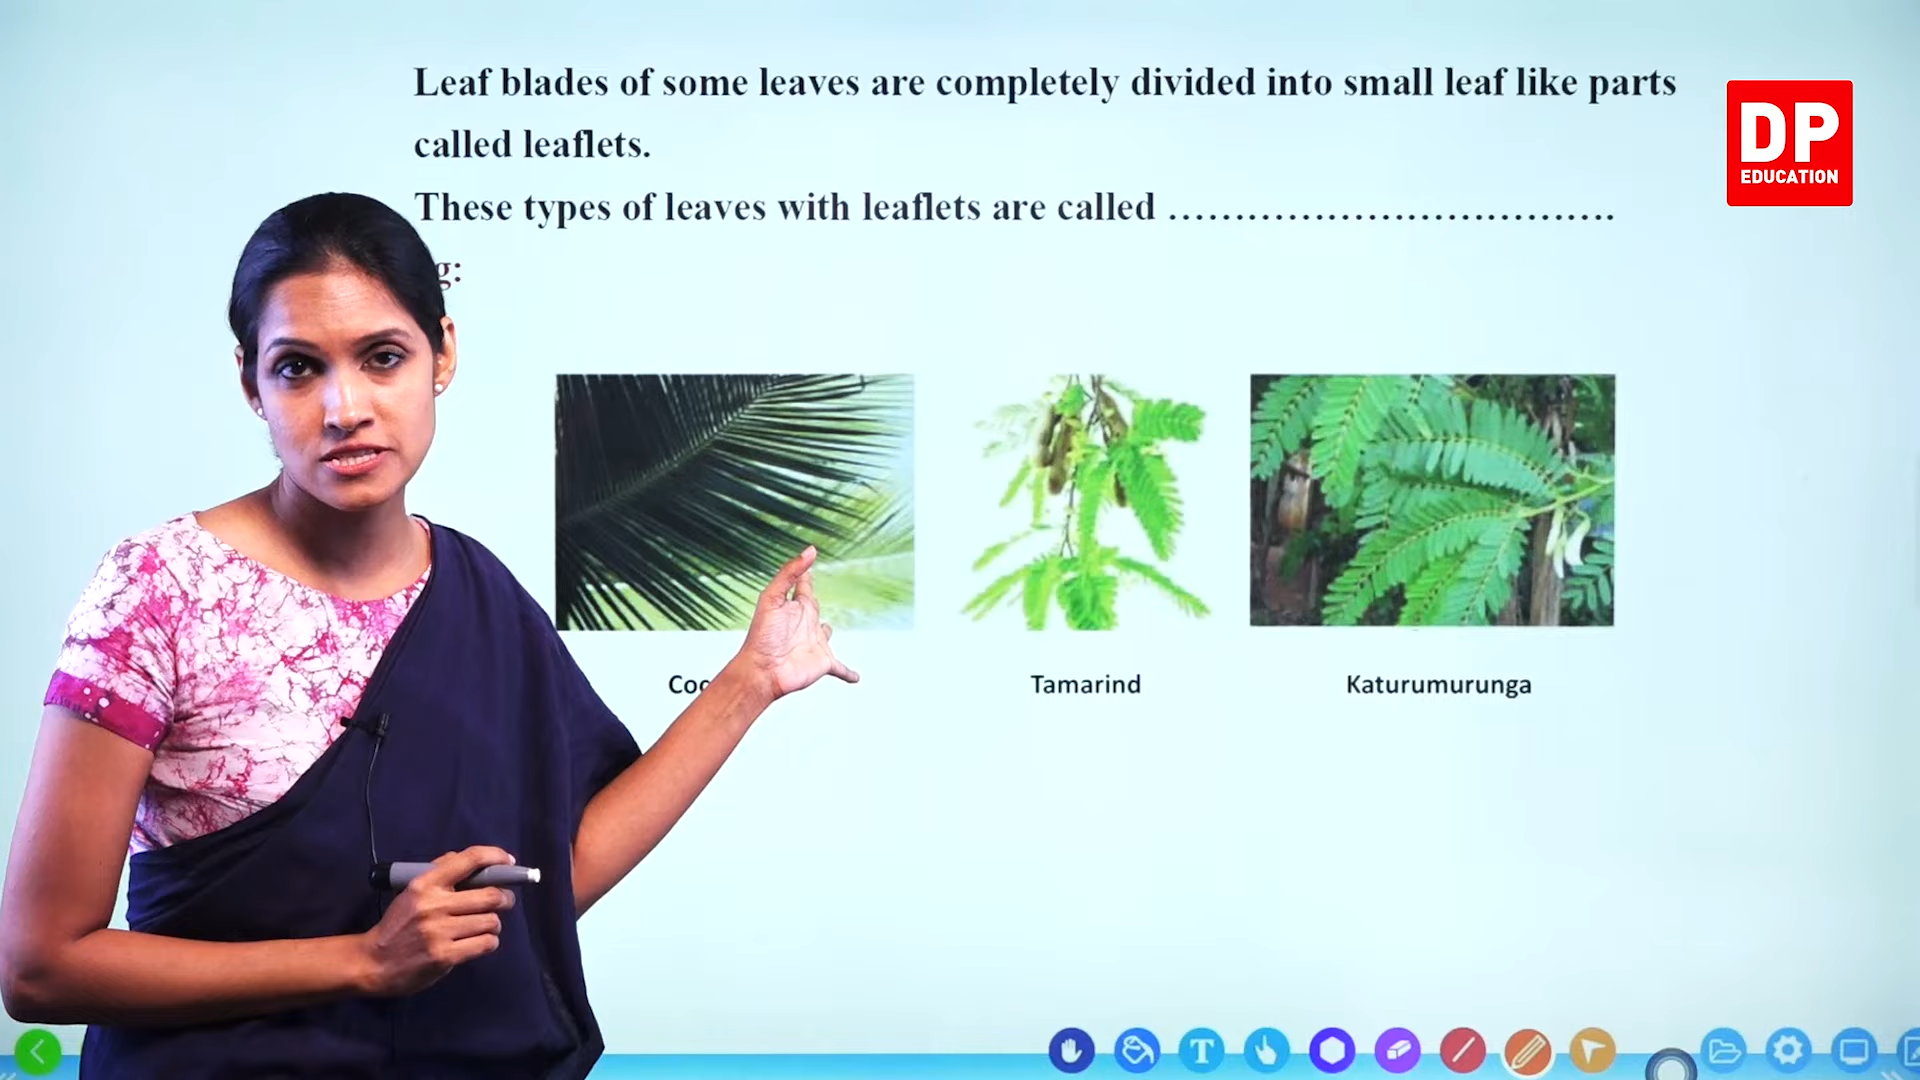 Leaf blades of some leaves are completely divided into small leaf like parts
called leaflets.
These types of leaves with leaflets are called ……………………………
DP
EDUCATION
g:
Tamarind
Katurumurunga
T